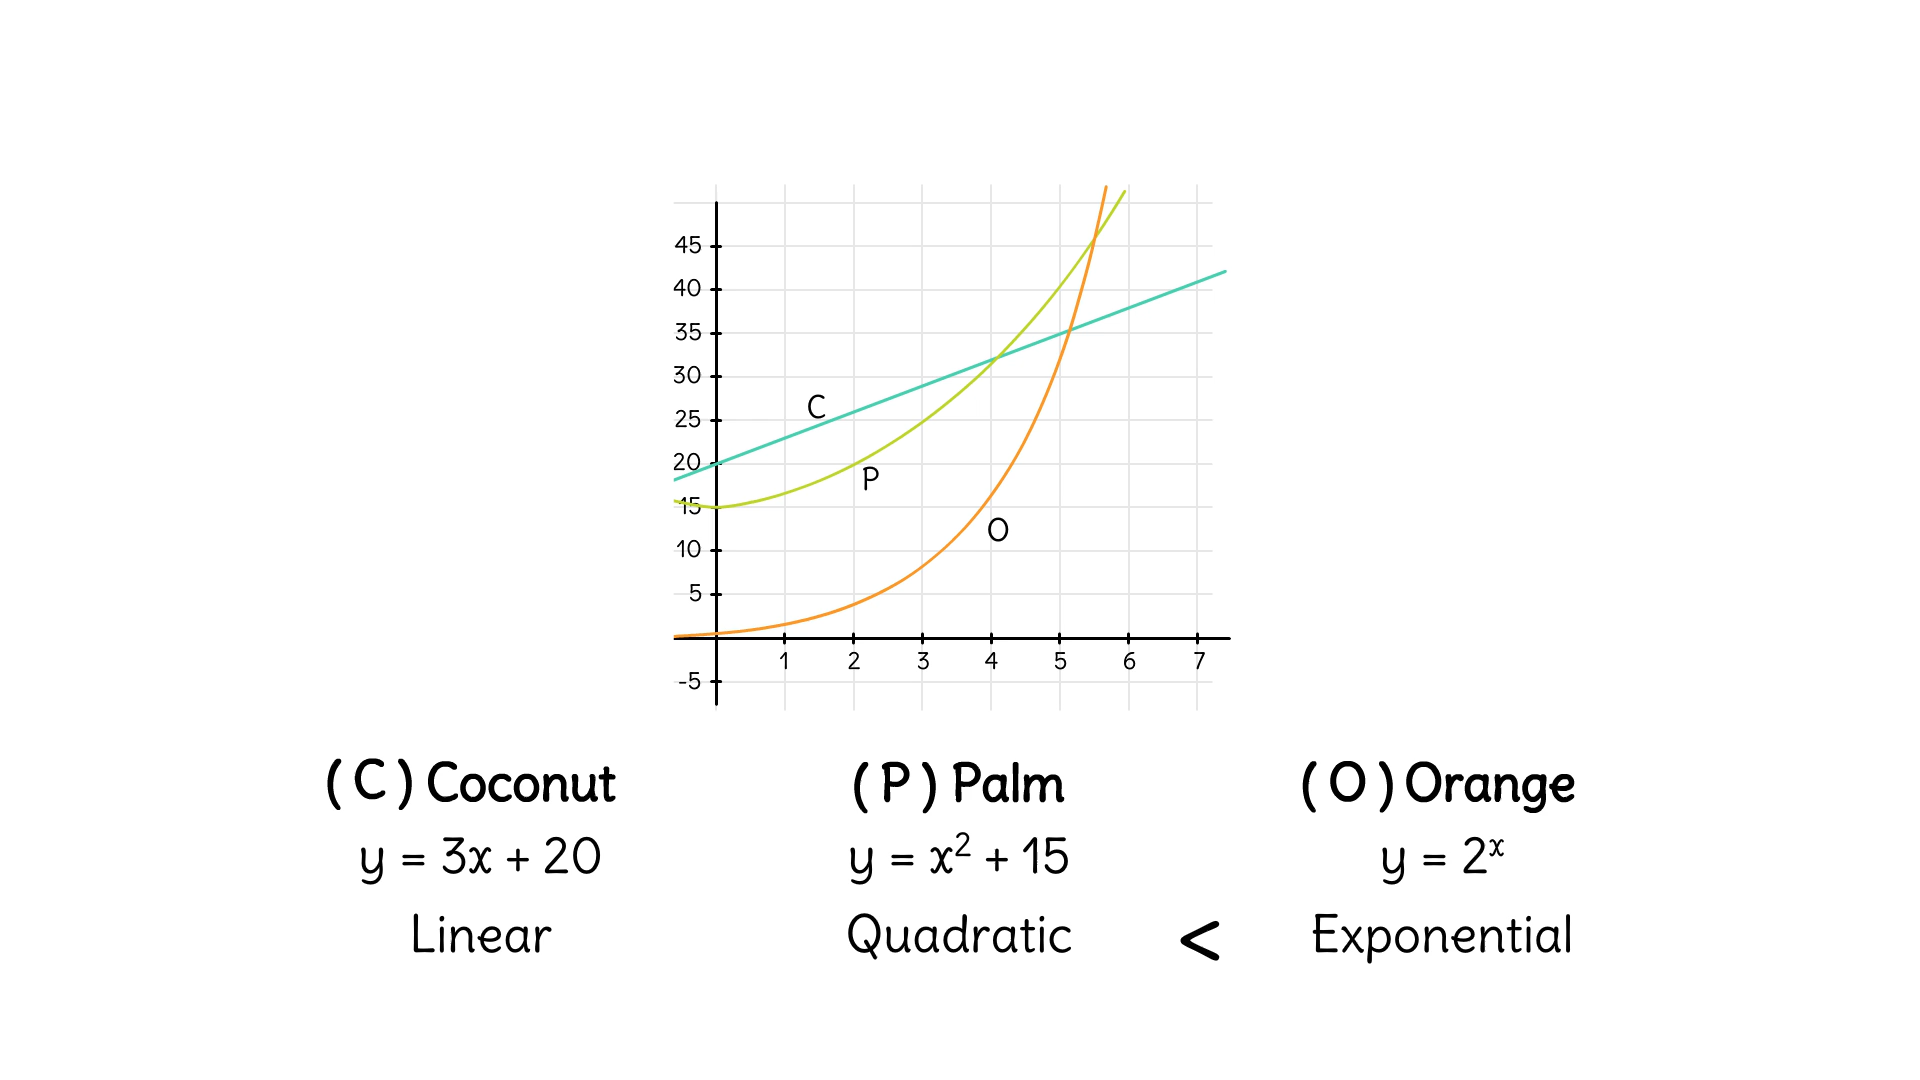 45
40
35
30
25
20
15
10
5
-5
1 2 3 4 5 6 7
C
P
O
( C ) Coconut ( P ) Palm ( O ) Orange
y = 3x + 20 y = x² + 15 y = 2ˣ
Linear Quadratic < Exponential